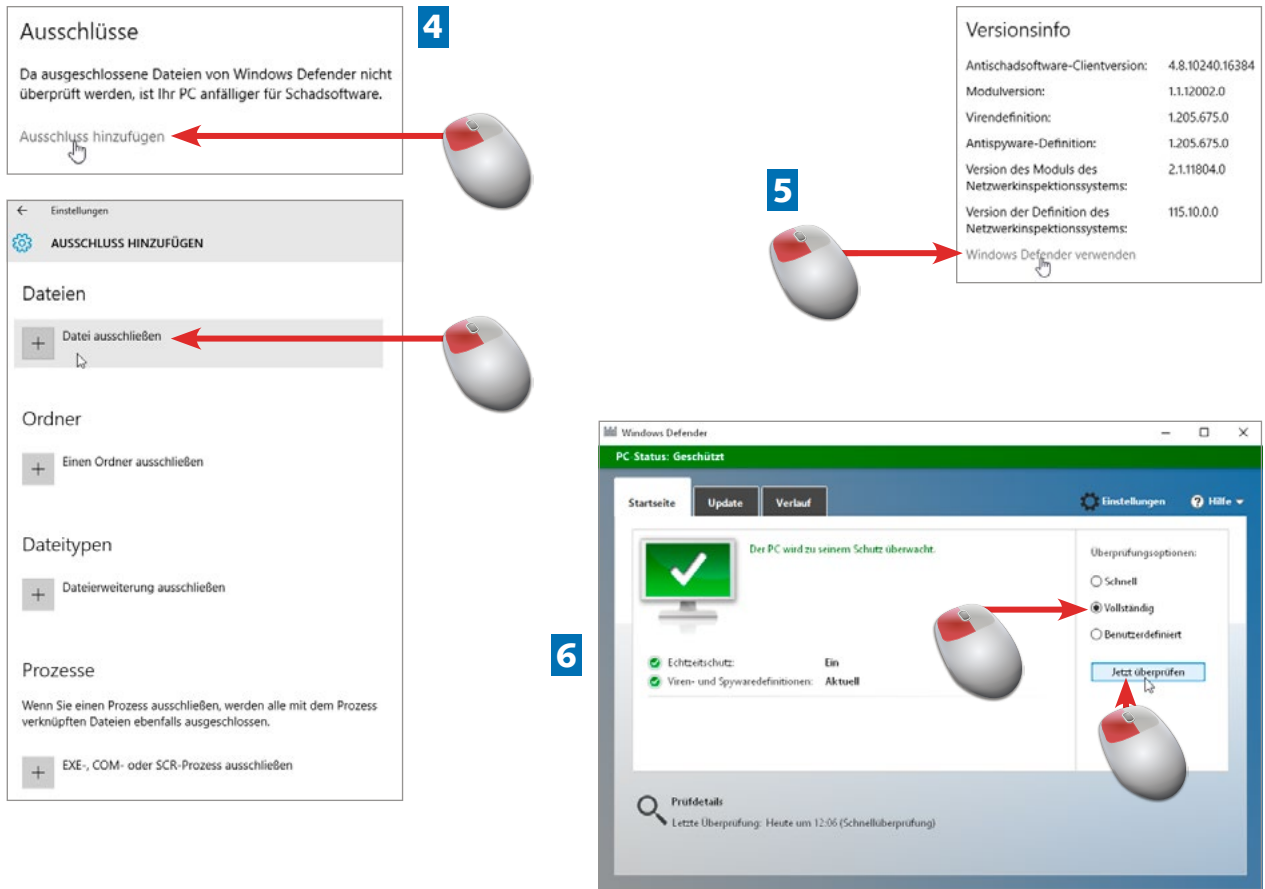 4
Ausschlüsse
Da ausgeschlossene Dateien von Windows Defender nicht
überprüft werden, ist Ihr PC anfälliger für Schadsoftware.
Ausschluss hinzufügen
Einstellungen
AUSSCHLUSS HINZUFÜGEN
Dateien
Datei ausschließen
Ordner
Einen Ordner ausschließen
Dateitypen
Dateierweiterung ausschließen
Prozesse
Wenn Sie einen Prozess ausschließen, werden alle mit dem Prozess
verknüpften Dateien ebenfalls ausgeschlossen.
EXE-, COM- oder SCR-Prozess ausschließen
5
Versionsinfo
Antischadsoftware-Clientversion: 4.8.10240.16384
Modulversion: 1.1.12002.0
Virendefinition: 1.205.675.0
Antispyware-Definition: 1.205.675.0
Version des Moduls des 2.1.11804.0
Netzwerkinspektionssystems:
Version der Definition des 115.10.0.0
Netzwerkinspektionssystems:
Windows Defender verwenden
6
Windows Defender
PC-Status: Geschützt
Startseite Update Verlauf Einstellungen Hilfe
Der PC wird zu seinem Schutz überwacht.
Überprüfungsoptionen:
Schnell
Vollständig
Benutzerdefiniert
Jetzt überprüfen
Echtzeitschutz: Ein
Viren- und Spywaredefinitionen: Aktuell
Prüfdetails
Letzte Überprüfung: Heute um 12:06 (Schnellüberprüfung)